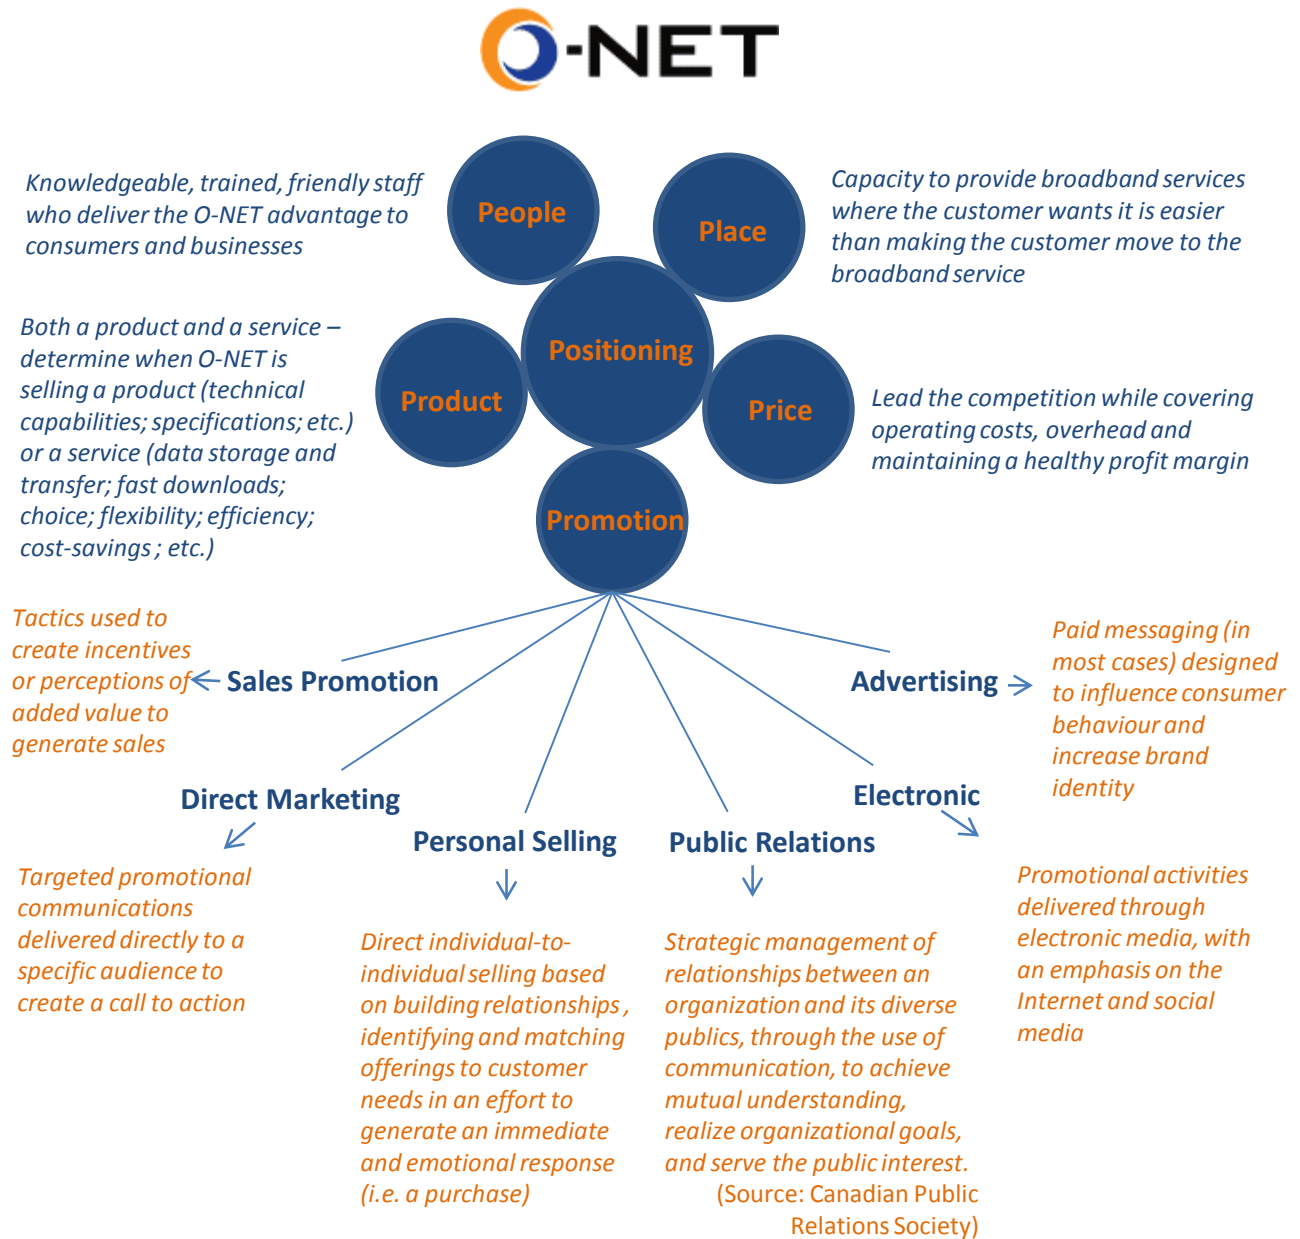 O-NET
People
Knowledgeable, trained, friendly staff
who deliver the O-NET advantage to
consumers and businesses
Place
Capacity to provide broadband services
where the customer wants it is easier
than making the customer move to the
broadband service
Positioning
Product
Both a product and a service –
determine when O-NET is
selling a product (technical
capabilities; specifications; etc.)
or a service (data storage and
transfer; fast downloads;
choice; flexibility; efficiency;
cost-savings ; etc.)
Price
Lead the competition while covering
operating costs, overhead and
maintaining a healthy profit margin
Promotion
Sales Promotion
Tactics used to
create incentives
or perceptions of
added value to
generate sales
Advertising
Paid messaging (in
most cases) designed
to influence consumer
behaviour and
increase brand
identity
Direct Marketing
Targeted promotional
communications
delivered directly to a
specific audience to
create a call to action
Personal Selling
Direct individual-to-
individual selling based
on building relationships ,
identifying and matching
offerings to customer
needs in an effort to
generate an immediate
and emotional response
(i.e. a purchase)
Public Relations
Strategic management of
relationships between an
organization and its diverse
publics, through the use of
communication, to achieve
mutual understanding,
realize organizational goals,
and serve the public interest.
(Source: Canadian Public
Relations Society)
Electronic
Promotional activities
delivered through
electronic media, with
an emphasis on the
Internet and social
media